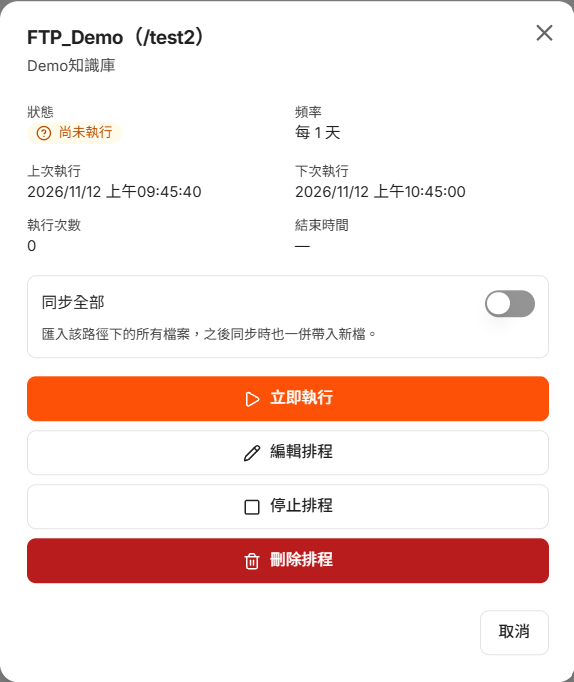 FTP_Demo（/test2）
Demo知識庫
狀態
尚未執行
頻率
每 1 天
上次執行
2026/11/12 上午09:45:40
下次執行
2026/11/12 上午10:45:00
執行次數
0
結束時間
—
同步全部
匯入該路徑下的所有檔案，之後同步時也一併帶入新檔。
立即執行
編輯排程
停止排程
刪除排程
取消